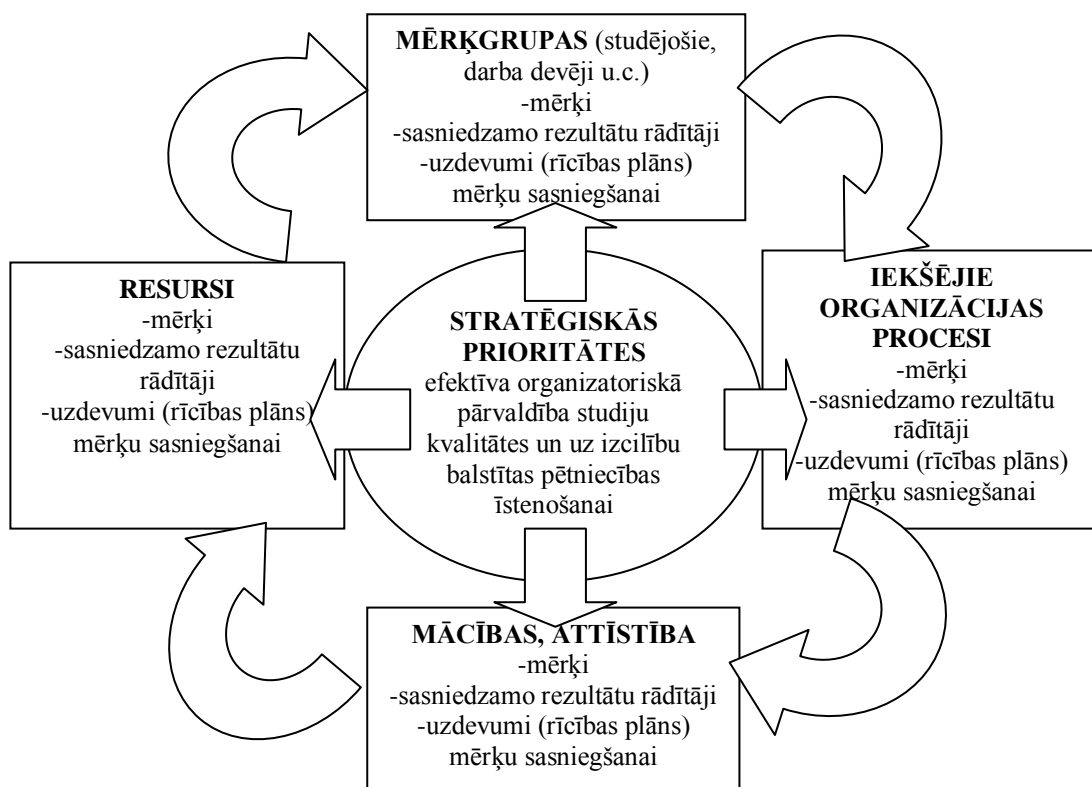 MĒRĶGRUPAS (studējošie,
darba devēji u.c.)
-mērķi
-sasniedzamo rezultātu rādītāji
-uzdevumi (rīcības plāns)
mērķu sasniegšanai
RESURSI
-mērķi
-sasniedzamo rezultātu
rādītāji
-uzdevumi (rīcības plāns)
mērķu sasniegšanai
STRATĒĢISKĀS
PRIORITĀTES
efektīva organizatoriskā
pārvaldība studiju
kvalitātes un uz izcilību
balstītas pētniecības
īstenošanai
IEKŠĒJIE
ORGANIZĀCIJAS
PROCESI
-mērķi
-sasniedzamo rezultātu
rādītāji
-uzdevumi (rīcības plāns)
mērķu sasniegšanai
MĀCĪBAS, ATTĪSTĪBA
-mērķi
-sasniedzamo rezultātu rādītāji
-uzdevumi (rīcības plāns)
mērķu sasniegšanai